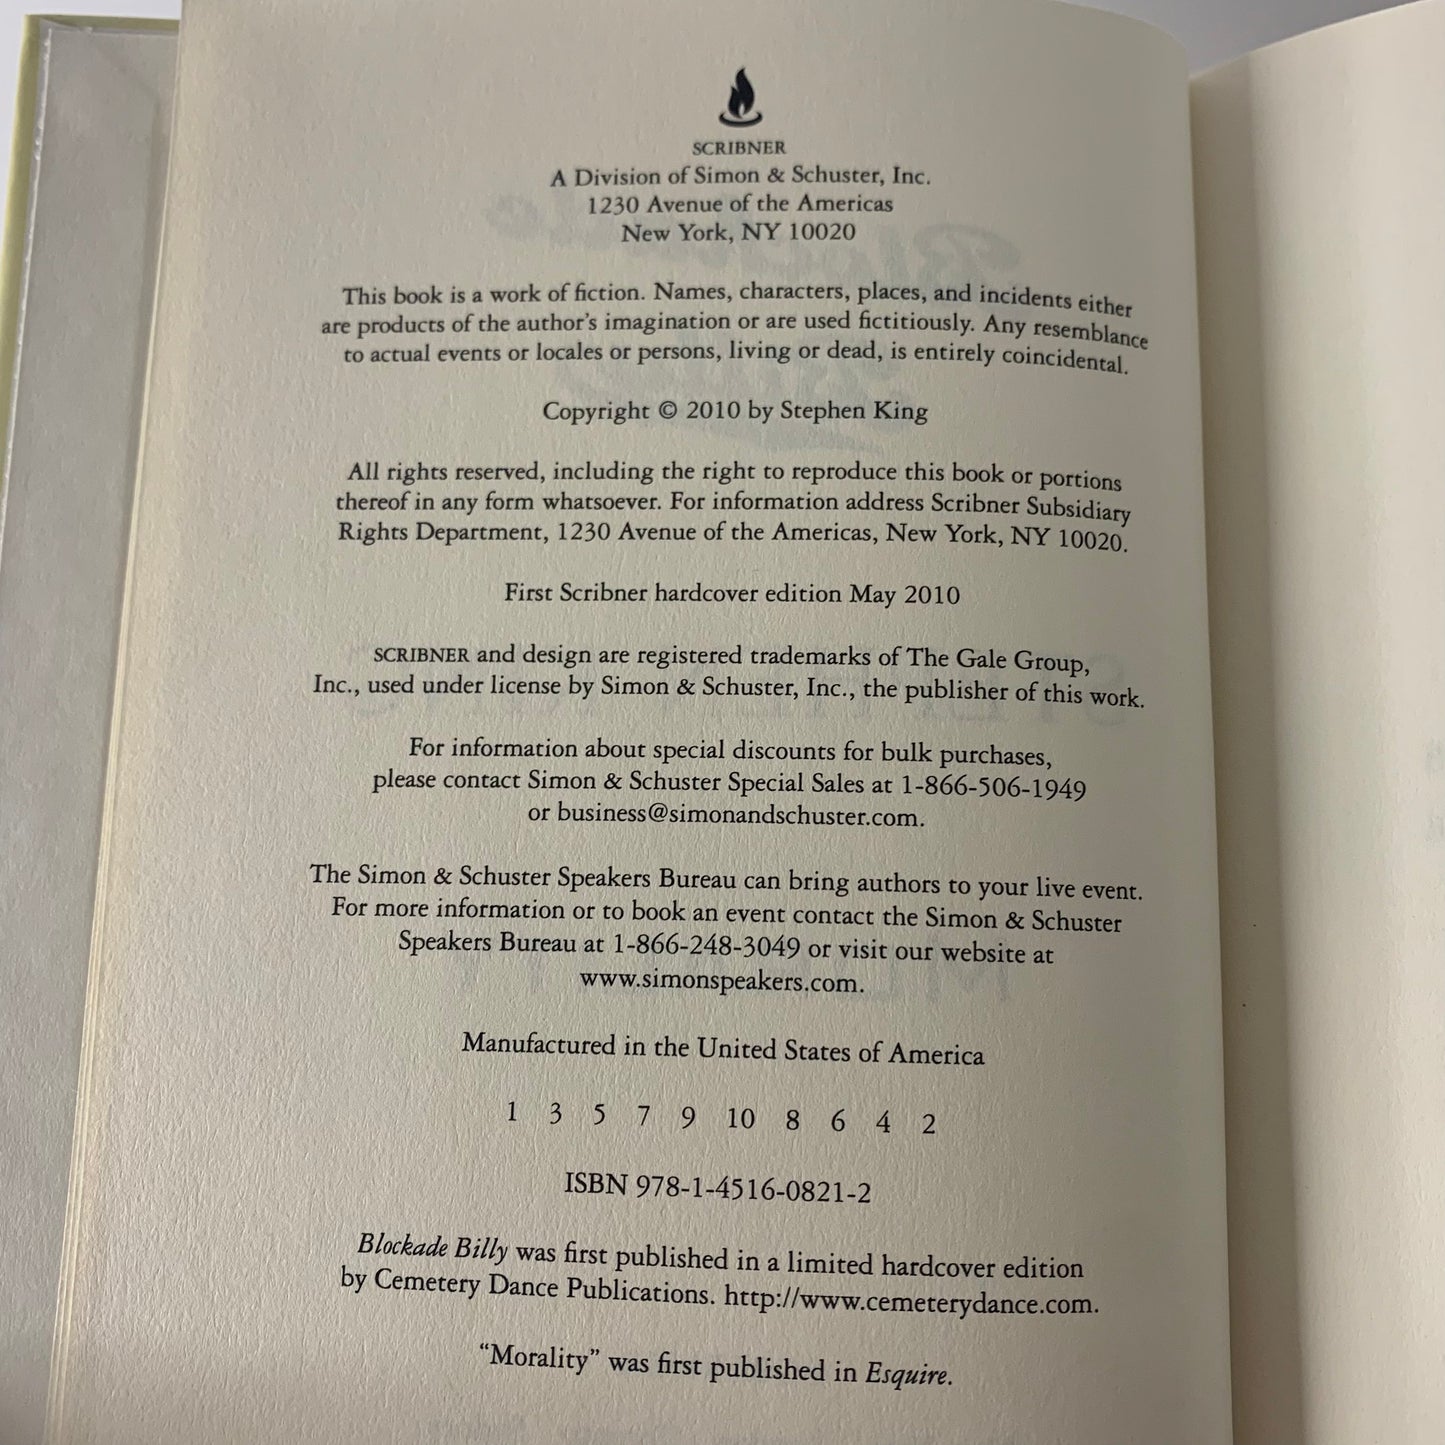 SCRIBNER
A Division of Simon & Schuster, Inc.
1230 Avenue of the Americas
New York, NY 10020
This book is a work of fiction. Names, characters, places, and incidents either
are products of the author's imagination or are used fictitiously. Any resemblance
to actual events or locales or persons, living or dead, is entirely coincidental.
Copyright © 2010 by Stephen King
All rights reserved, including the right to reproduce this book or portions
thereof in any form whatsoever. For information address Scribner Subsidiary
Rights Department, 1230 Avenue of the Americas, New York, NY 10020.
First Scribner hardcover edition May 2010
SCRIBNER and design are registered trademarks of The Gale Group,
Inc., used under license by Simon & Schuster, Inc., the publisher of this work.
For information about special discounts for bulk purchases,
please contact Simon & Schuster Special Sales at 1-866-506-1949
or business@simonandschuster.com.
The Simon & Schuster Speakers Bureau can bring authors to your live event.
For more information or to book an event contact the Simon & Schuster
Speakers Bureau at 1-866-248-3049 or visit our website at
www.simonspeakers.com.
Manufactured in the United States of America
1 3 5 7 9 10 8 6 4 2
ISBN 978-1-4516-0821-2
Blockade Billy was first published in a limited hardcover edition
by Cemetery Dance Publications. http://www.cemeterydance.com.
“Morality” was first published in Esquire.